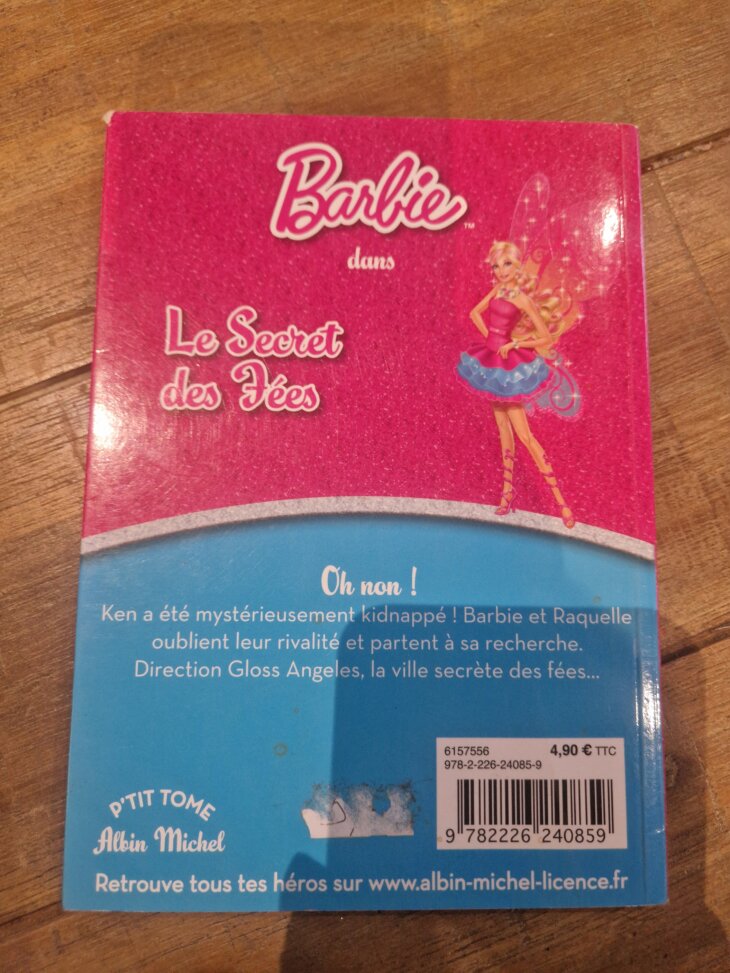 Barbie™
dans
Le Secret
des Fées
Oh non !
Ken a été mystérieusement kidnappé ! Barbie et Raquelle
oublient leur rivalité et partent à sa recherche.
Direction Gloss Angeles, la ville secrète des fées...
6157556 4,90 € TTC
978-2-226-24085-9
9 782226 240859
P'TIT TOME
Albin Michel
Retrouve tous tes héros sur www.albin-michel-licence.fr